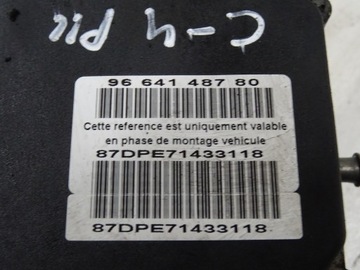 C-4 PIC
96 641 487 80
Cette reference est uniquement valable
en phase de montage vehicule
87DPE71433118
87DPE71433118